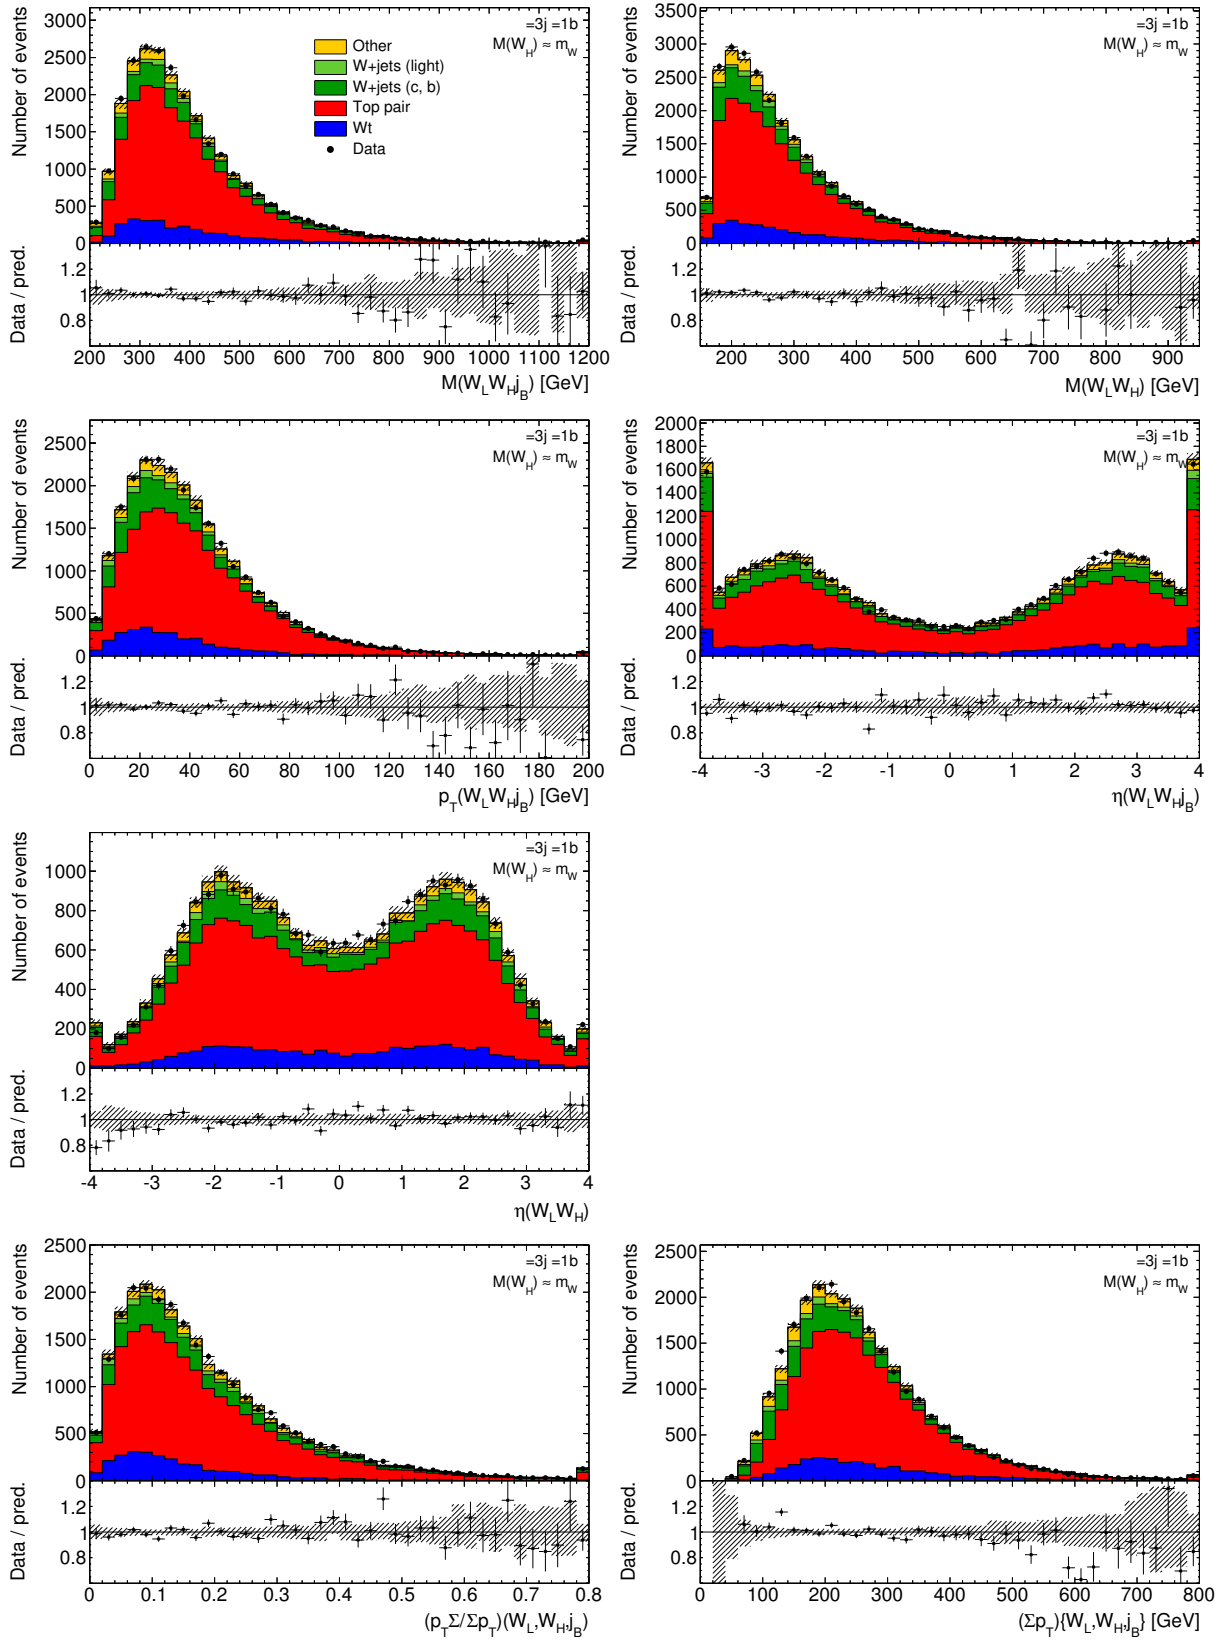 Number of events
3000
2500
2000
1500
1000
500
0
=3j =1b
M(W_H) ≈ m_W
Other
W+jets (light)
W+jets (c, b)
Top pair
Wt
Data
Data / pred.
1.2
1
0.8
200 300 400 500 600 700 800 900 1000 1100 1200
M(W_L W_H j_B) [GeV]
Number of events
3500
3000
2500
2000
1500
1000
500
0
=3j =1b
M(W_H) ≈ m_W
Data / pred.
1.2
1
0.8
200 300 400 500 600 700 800 900
M(W_L W_H) [GeV]
Number of events
2500
2000
1500
1000
500
0
=3j =1b
M(W_H) ≈ m_W
Data / pred.
1.2
1
0.8
0 20 40 60 80 100 120 140 160 180 200
p_T(W_L W_H j_B) [GeV]
Number of events
2000
1800
1600
1400
1200
1000
800
600
400
200
0
=3j =1b
M(W_H) ≈ m_W
Data / pred.
1.2
1
0.8
-4 -3 -2 -1 0 1 2 3 4
η(W_L W_H j_B)
Number of events
1000
800
600
400
200
0
=3j =1b
M(W_H) ≈ m_W
Data / pred.
1.2
1
0.8
-4 -3 -2 -1 0 1 2 3 4
η(W_L W_H)
Number of events
2500
2000
1500
1000
500
0
=3j =1b
M(W_H) ≈ m_W
Data / pred.
1.2
1
0.8
0 0.1 0.2 0.3 0.4 0.5 0.6 0.7 0.8
(p_T Σ/Σp_T)(W_L,W_H,j_B)
Number of events
2500
2000
1500
1000
500
0
=3j =1b
M(W_H) ≈ m_W
Data / pred.
1.2
1
0.8
0 100 200 300 400 500 600 700 800
(Σp_T){W_L,W_H,j_B} [GeV]